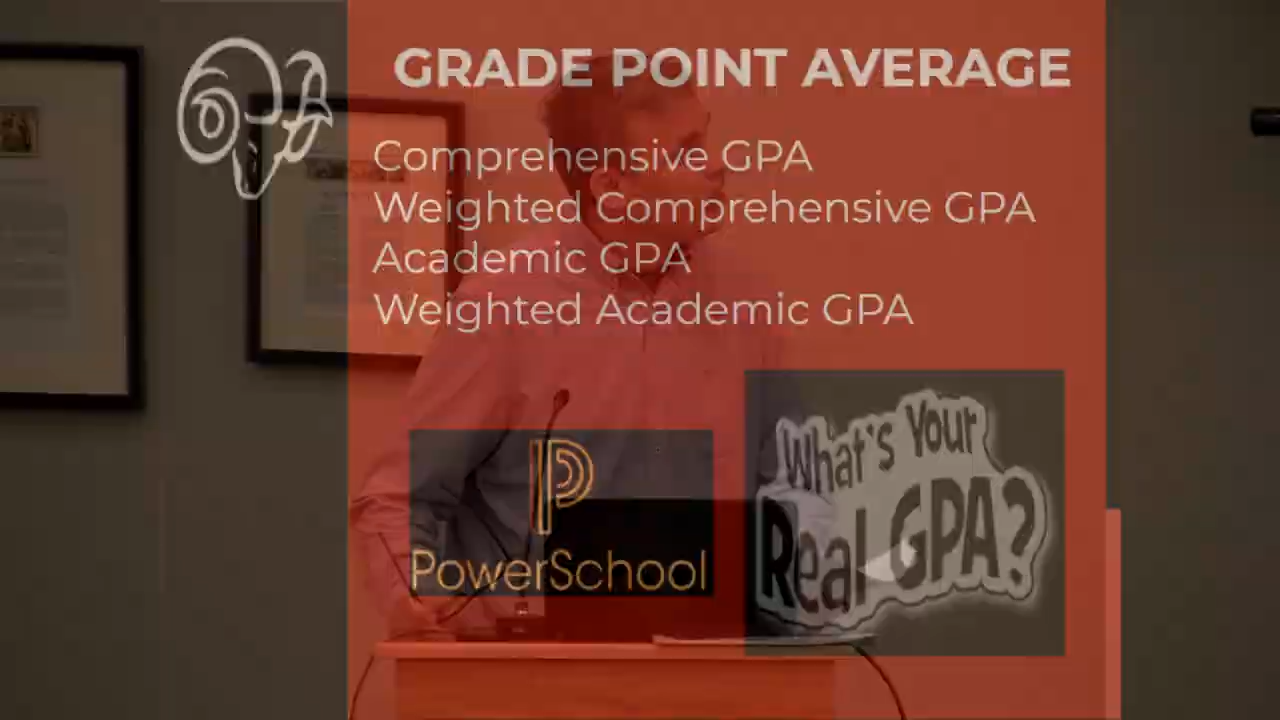 GRADE POINT AVERAGE
Comprehensive GPA
Weighted Comprehensive GPA
Academic GPA
Weighted Academic GPA
PowerSchool
What's Your
Real GPA?